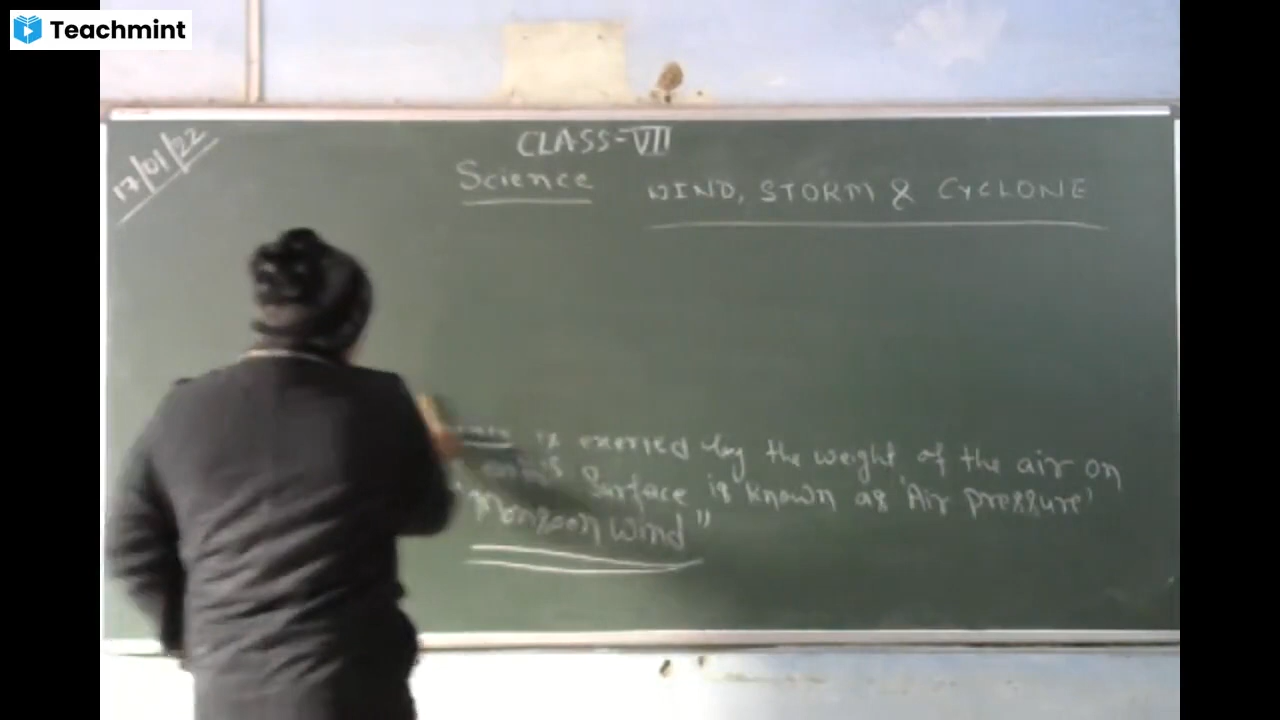 Teachmint
17/01/22
CLASS-VII
Science
WIND, STORM & CYCLONE
is exerted by the weight of the air on
Surface is known as 'Air pressure'
"Monsoon Wind"